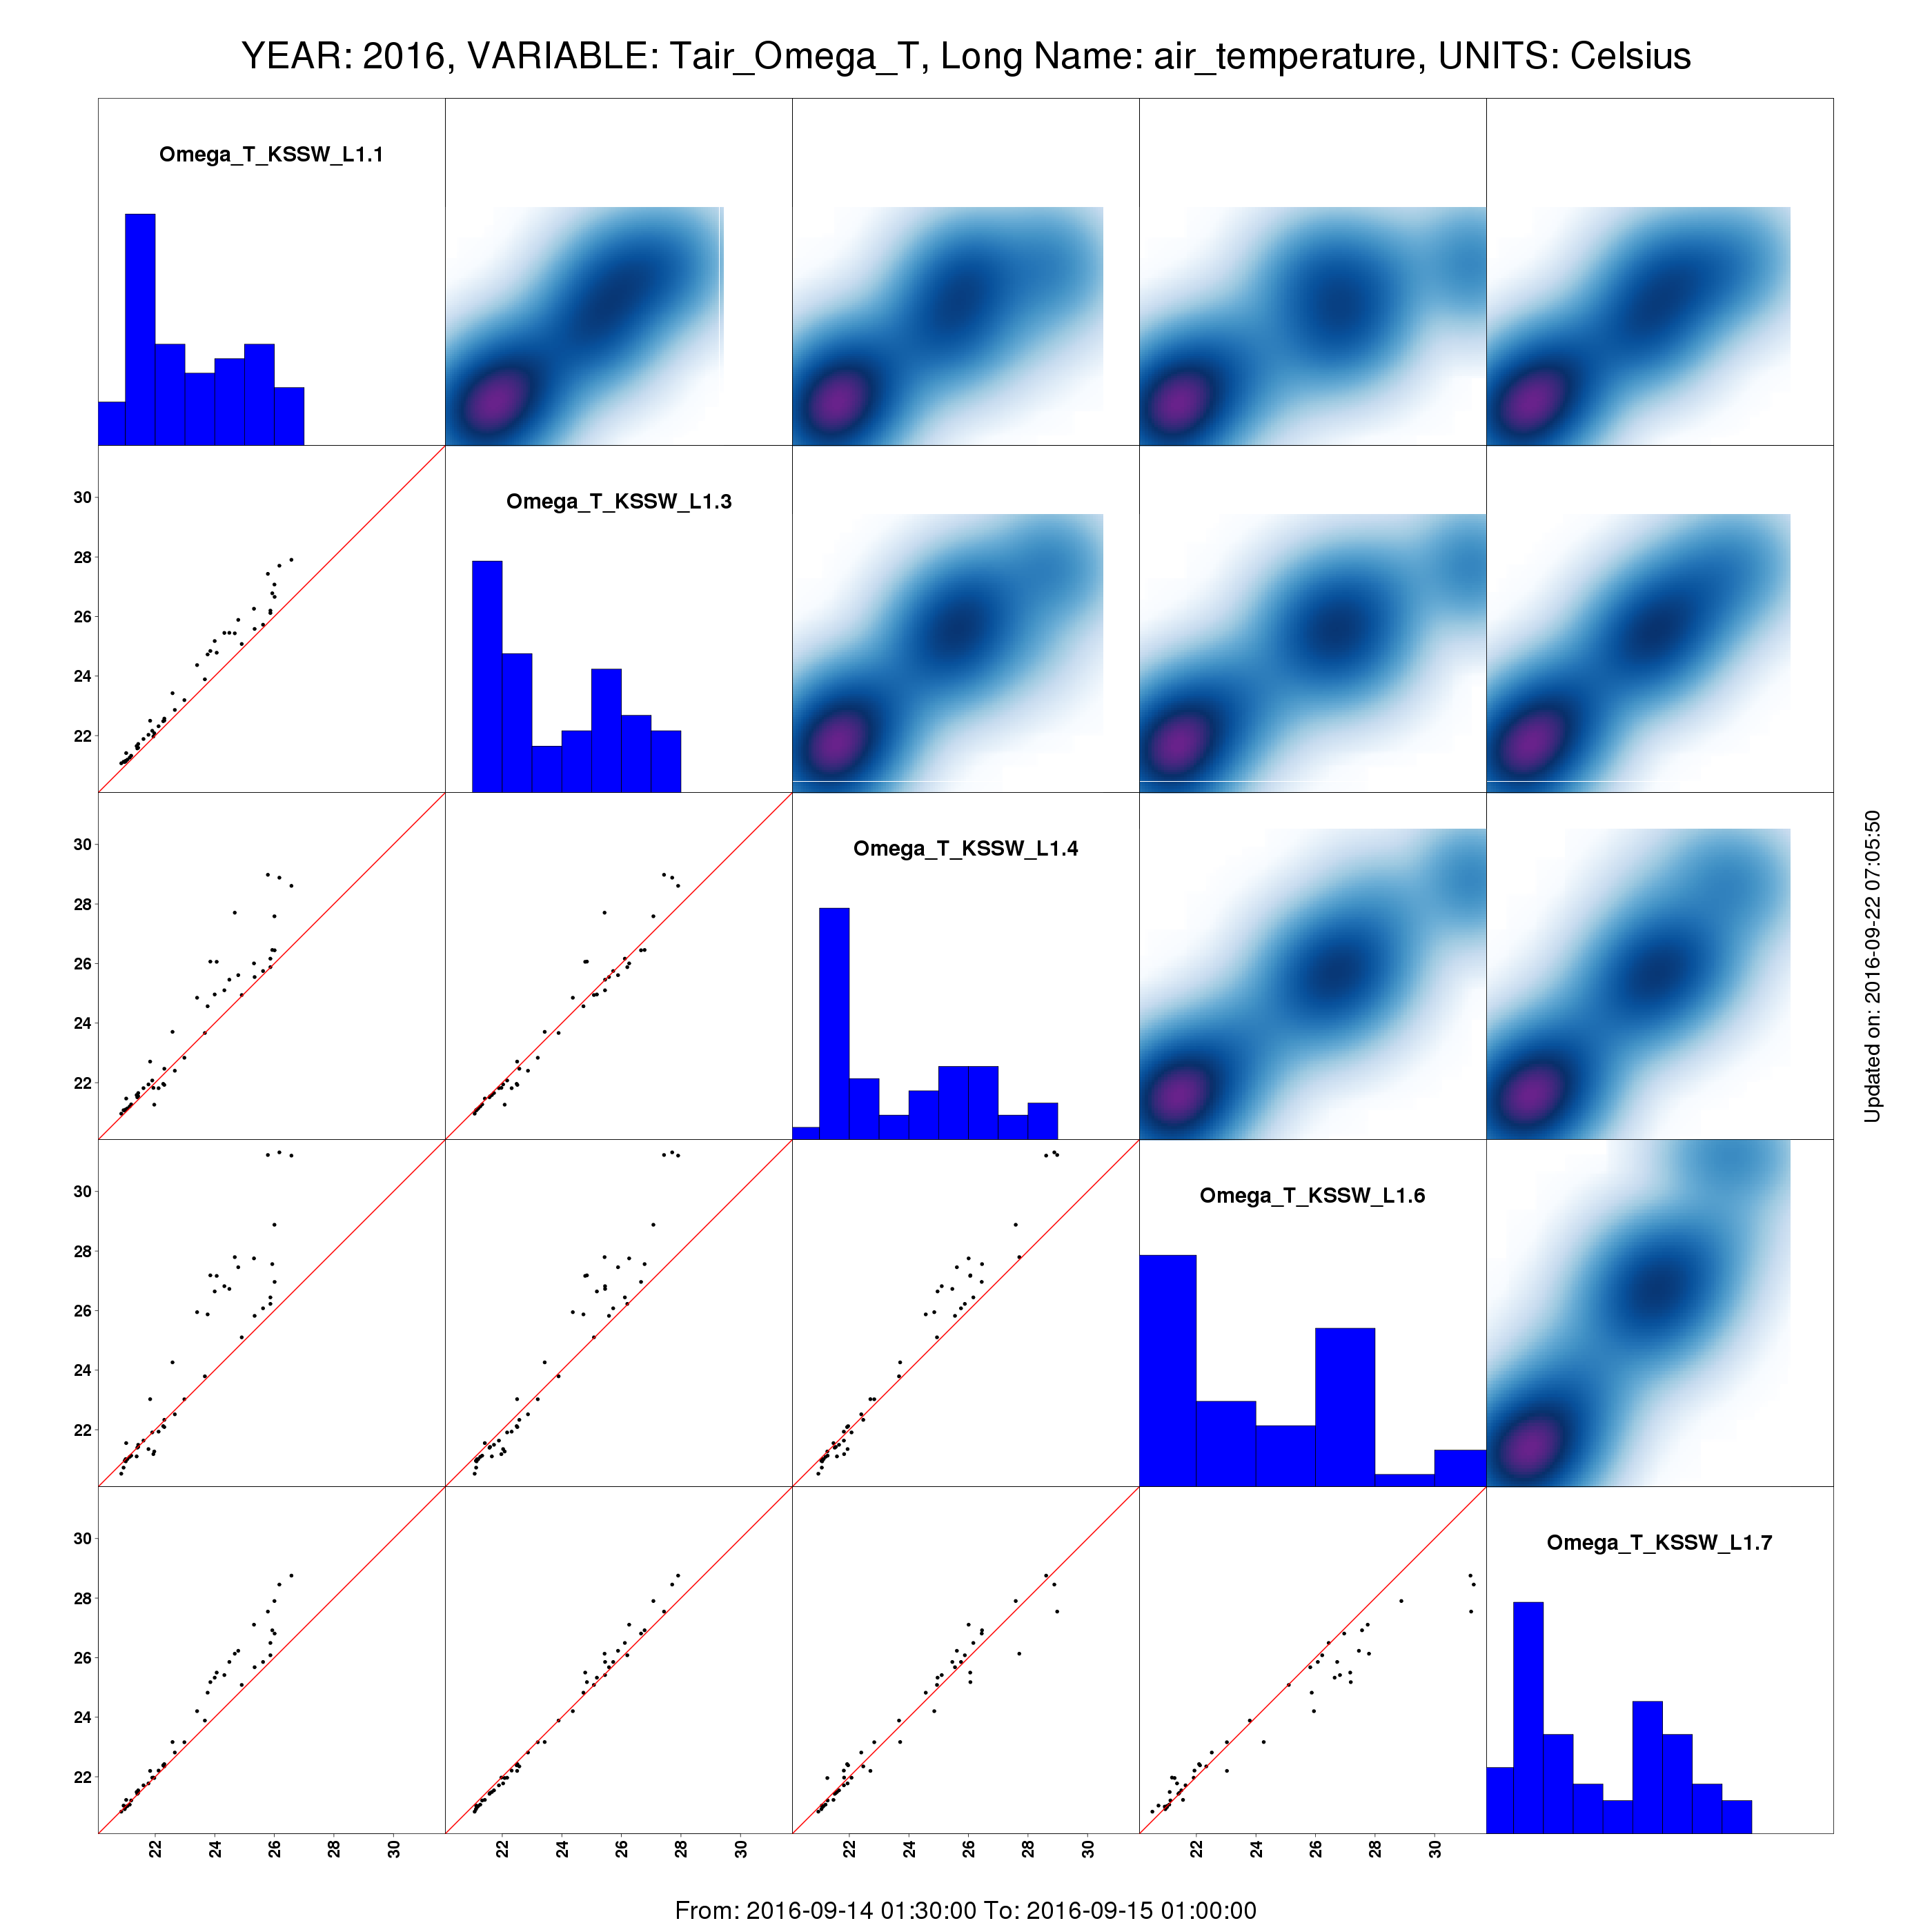 YEAR: 2016, VARIABLE: Tair_Omega_T, Long Name: air_temperature, UNITS: Celsius
Omega_T_KSSW_L1.1
30
28
26
24
22
Omega_T_KSSW_L1.3
30
28
26
24
22
Omega_T_KSSW_L1.4
30
28
26
24
22
Omega_T_KSSW_L1.6
30
28
26
24
22
Omega_T_KSSW_L1.7
22 24 26 28 30 22 24 26 28 30 22 24 26 28 30 22 24 26 28 30
From: 2016-09-14 01:30:00 To: 2016-09-15 01:00:00
Updated on: 2016-09-22 07:05:50